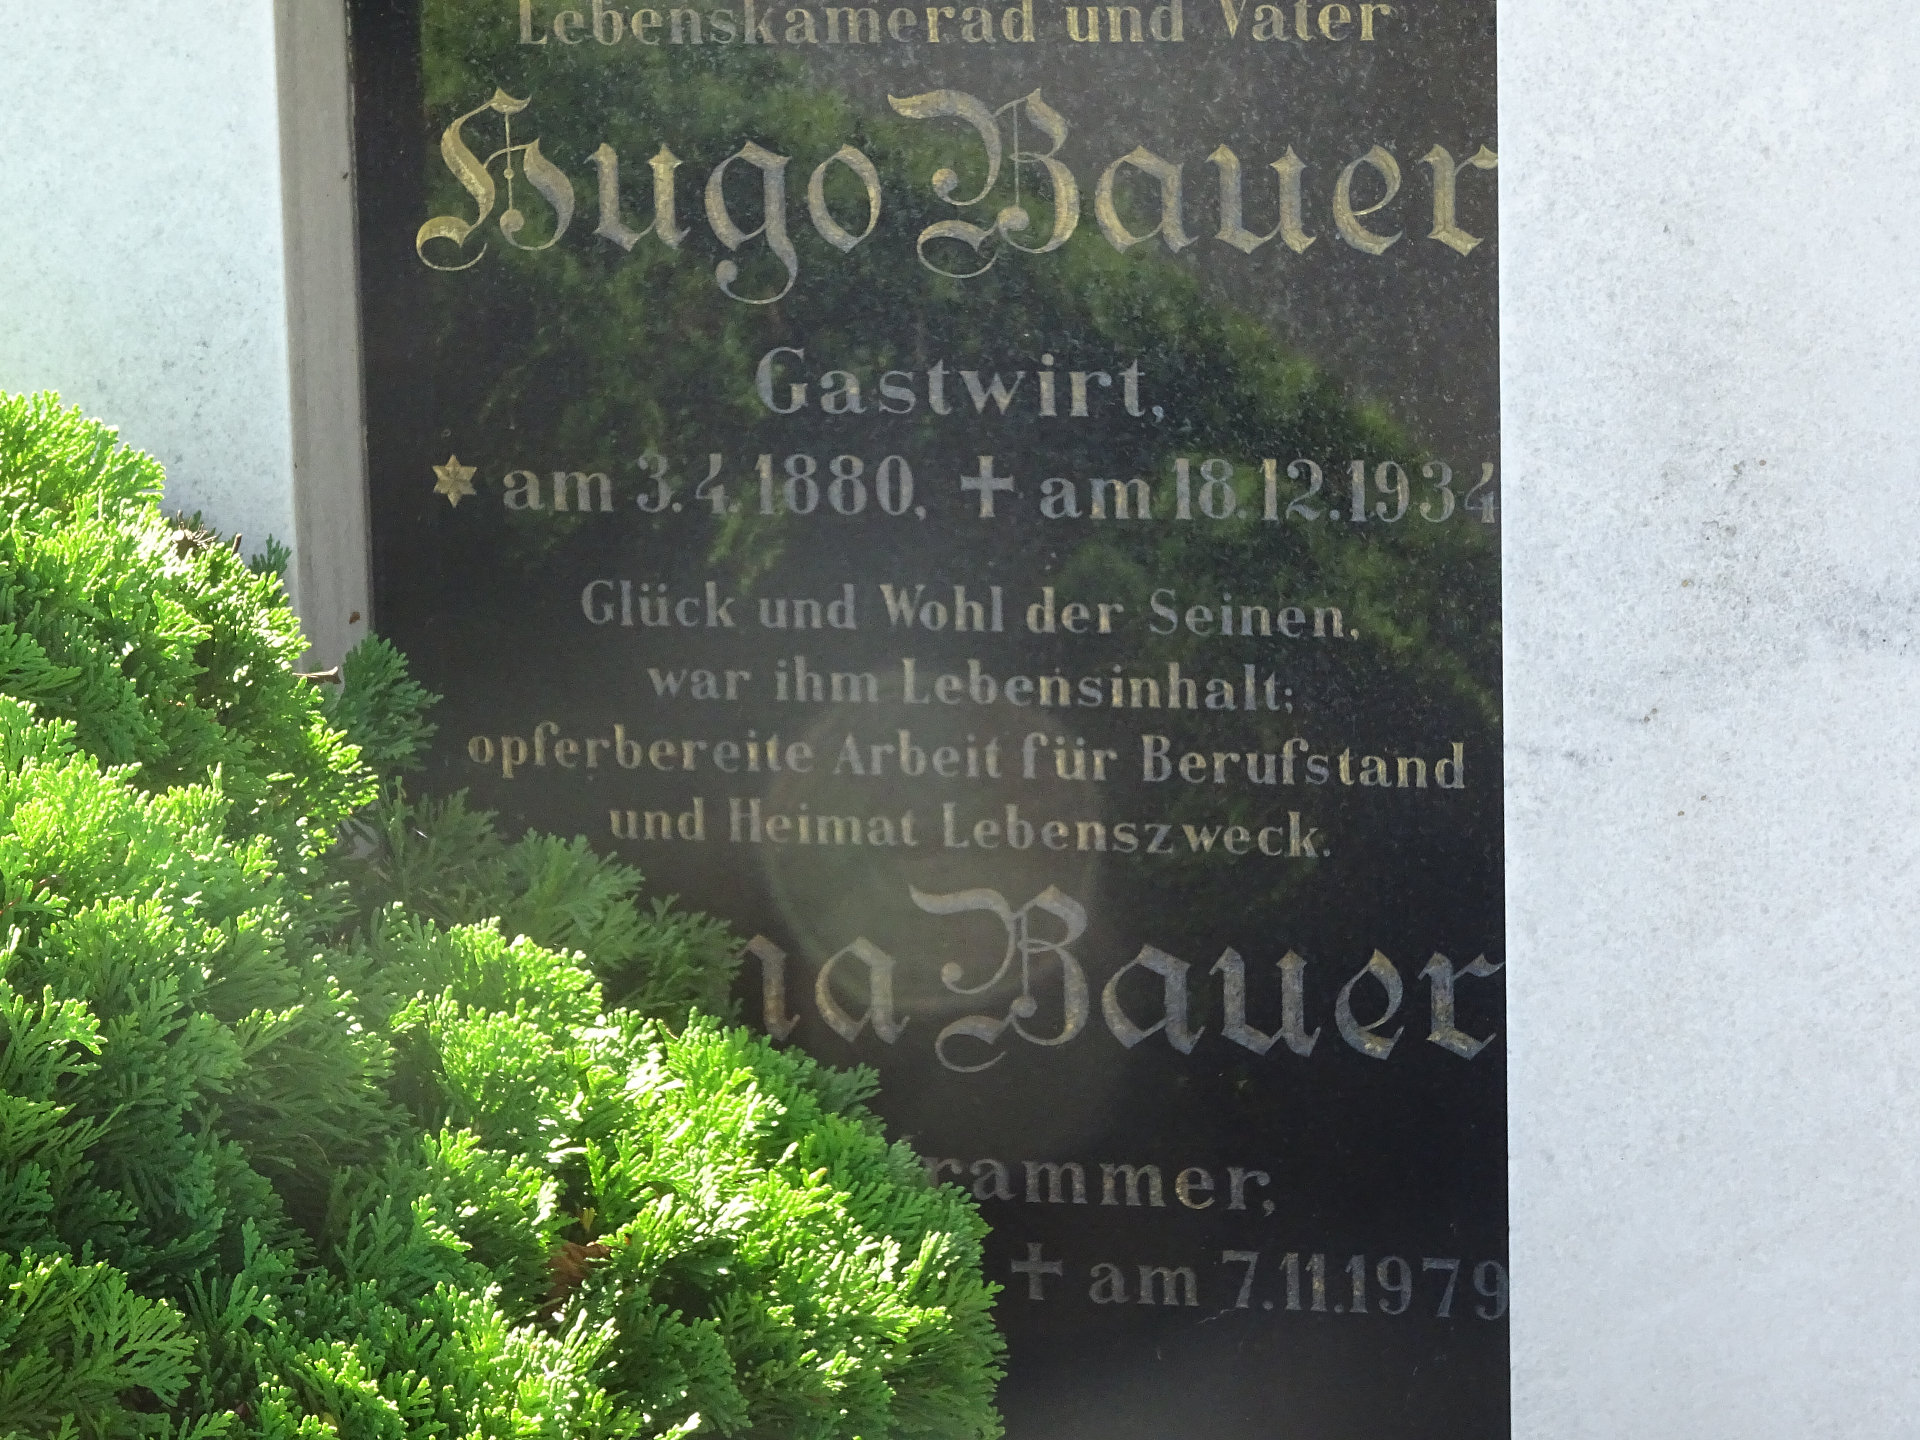 Lebenskamerad und Vater
Hugo Bauer
Gastwirt,
* am 3.4.1880, ✝ am 18.12.1934
Glück und Wohl der Seinen,
war ihm Lebensinhalt;
opferbereite Arbeit für Berufstand
und Heimat Lebenszweck.
Bauer
✝ am 7.11.1979